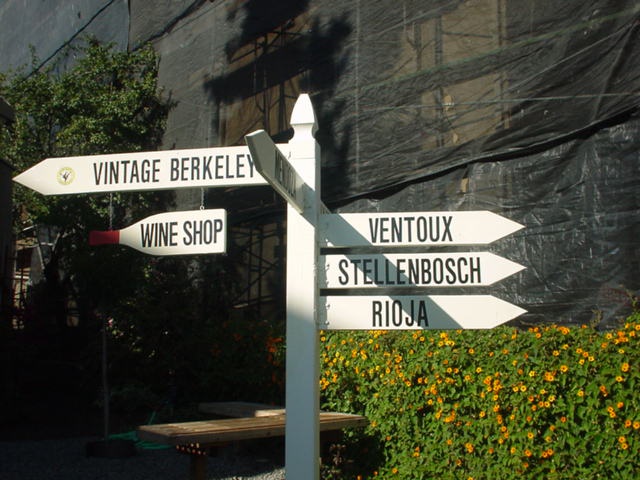 VINTAGE BERKELEY
WINE SHOP
VENTOUX
STELLENBOSCH
RIOJA